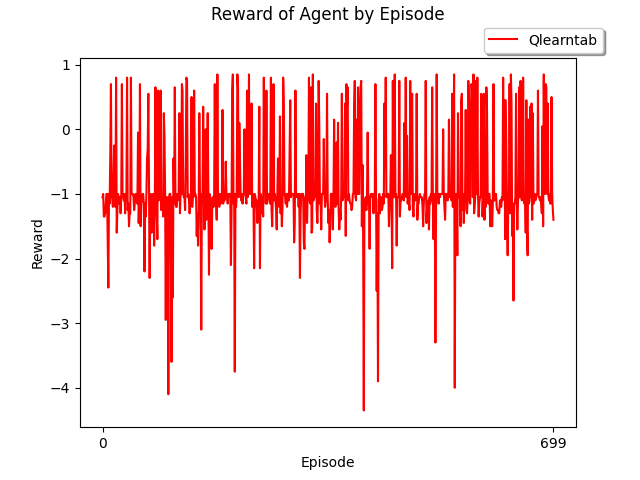 Reward of Agent by Episode
Qlearntab
1
0
−1
−2
−3
−4
Reward
0
699
Episode